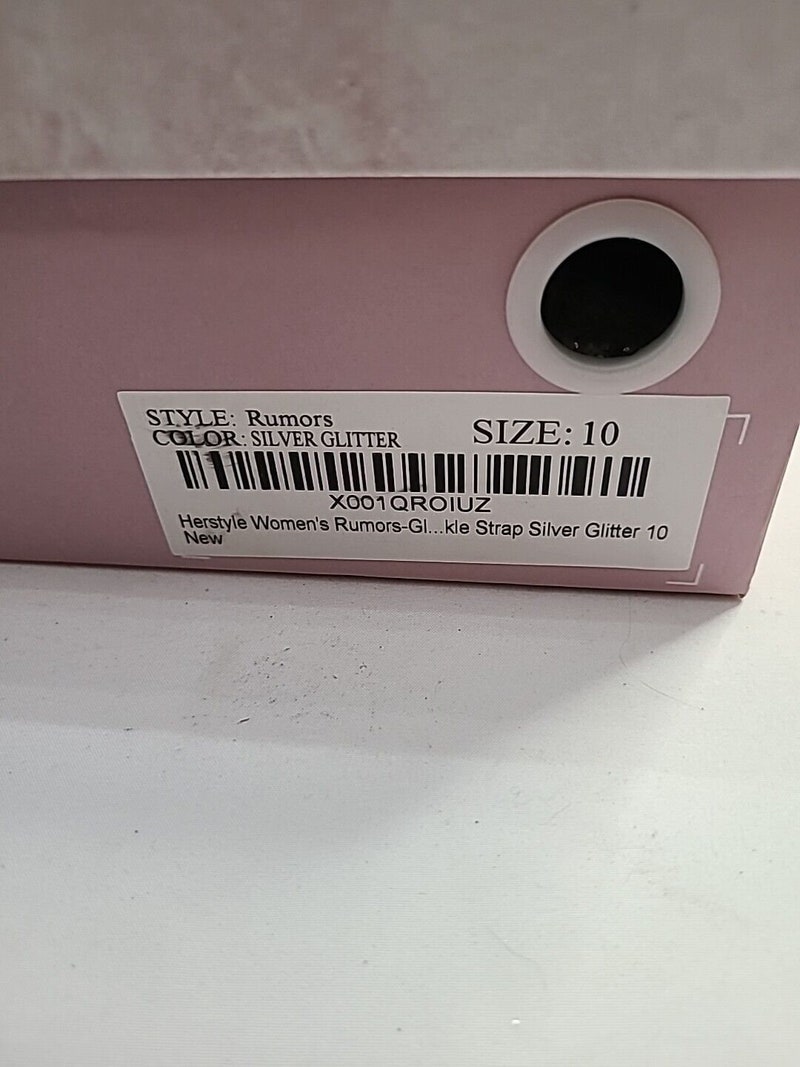 STYLE: Rumors
COLOR: SILVER GLITTER
SIZE: 10
X001QROIUZ
Herstyle Women's Rumors-Gl...kle Strap Silver Glitter 10
New